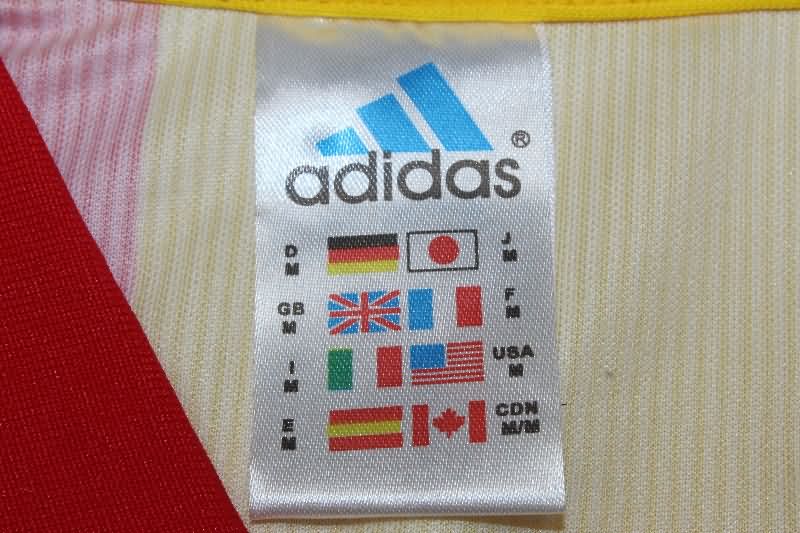 adidas®
D M J M
GB M F M
I M USA M
E M CDN M/M